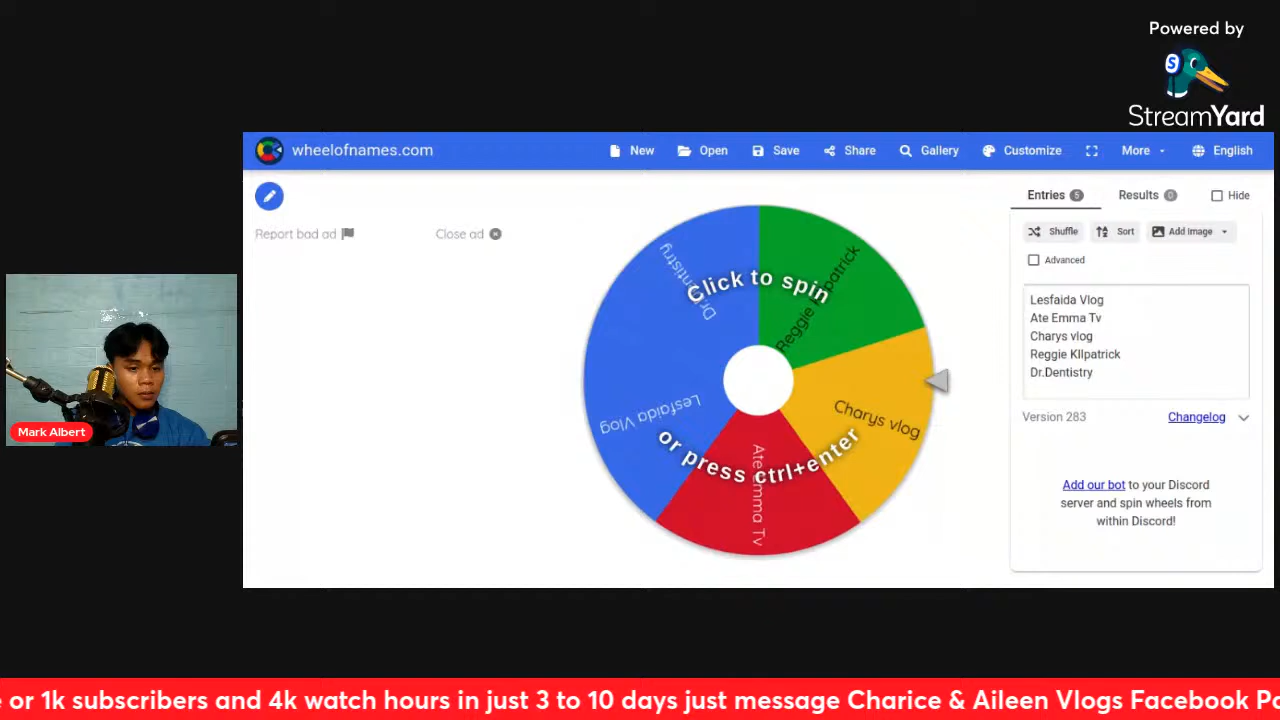 Powered by
StreamYard
wheelofnames.com
New
Open
Save
Share
Gallery
Customize
More
English
Report bad ad
Close ad
Entries 5
Results 0
Hide
Shuffle
Sort
Add image
Advanced
Lesfaida Vlog
Ate Emma Tv
Charys vlog
Reggie KIlpatrick
Dr.Dentistry
Version 283
Changelog
Add our bot to your Discord
server and spin wheels from
within Discord!
Click to spin
or press ctrl+enter
Dr.Dentistry
Reggie KIlpatrick
Charys vlog
Ate Emma Tv
Lesfaida Vlog
Mark Albert
or 1k subscribers and 4k watch hours in just 3 to 10 days just message Charice & Aileen Vlogs Facebook